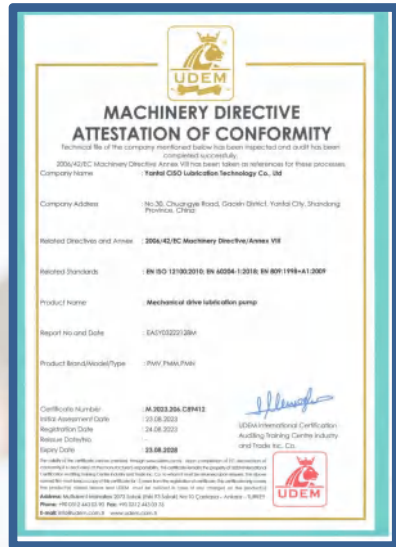 UDEM
MACHINERY DIRECTIVE
ATTESTATION OF CONFORMITY
Technical file of the company mentioned below has been inspected and audit has been
completed successfully.
2006/42/EC Machinery Directive Annex VIII has been taken as references for these processes
Company Name : Yantai CISO Lubrication Technology Co., Ltd
Company Address : No.30, Chuangye Road, Gaoxin District, Yantai City, Shandong
Province, China
Related Directives and Annex : 2006/42/EC Machinery Directive/Annex VIII
Related Standards : EN ISO 12100:2010; EN 60204-1:2018; EN 809:1998+A1:2009
Product Name : Mechanical drive lubrication pump
Report No and Date
Product Brand/Model/Type : PMV,PMM,PMN
Certificate Number : M.2023.206.C89412
Initial Assessment Date : 23.08.2023
Registration Date : 24.08.2023
Reissue Date/No :
Expiry Date : 23.08.2028
UDEM International Certification
Auditing Training Centre Industry
and Trade Inc. Co.
UDEM